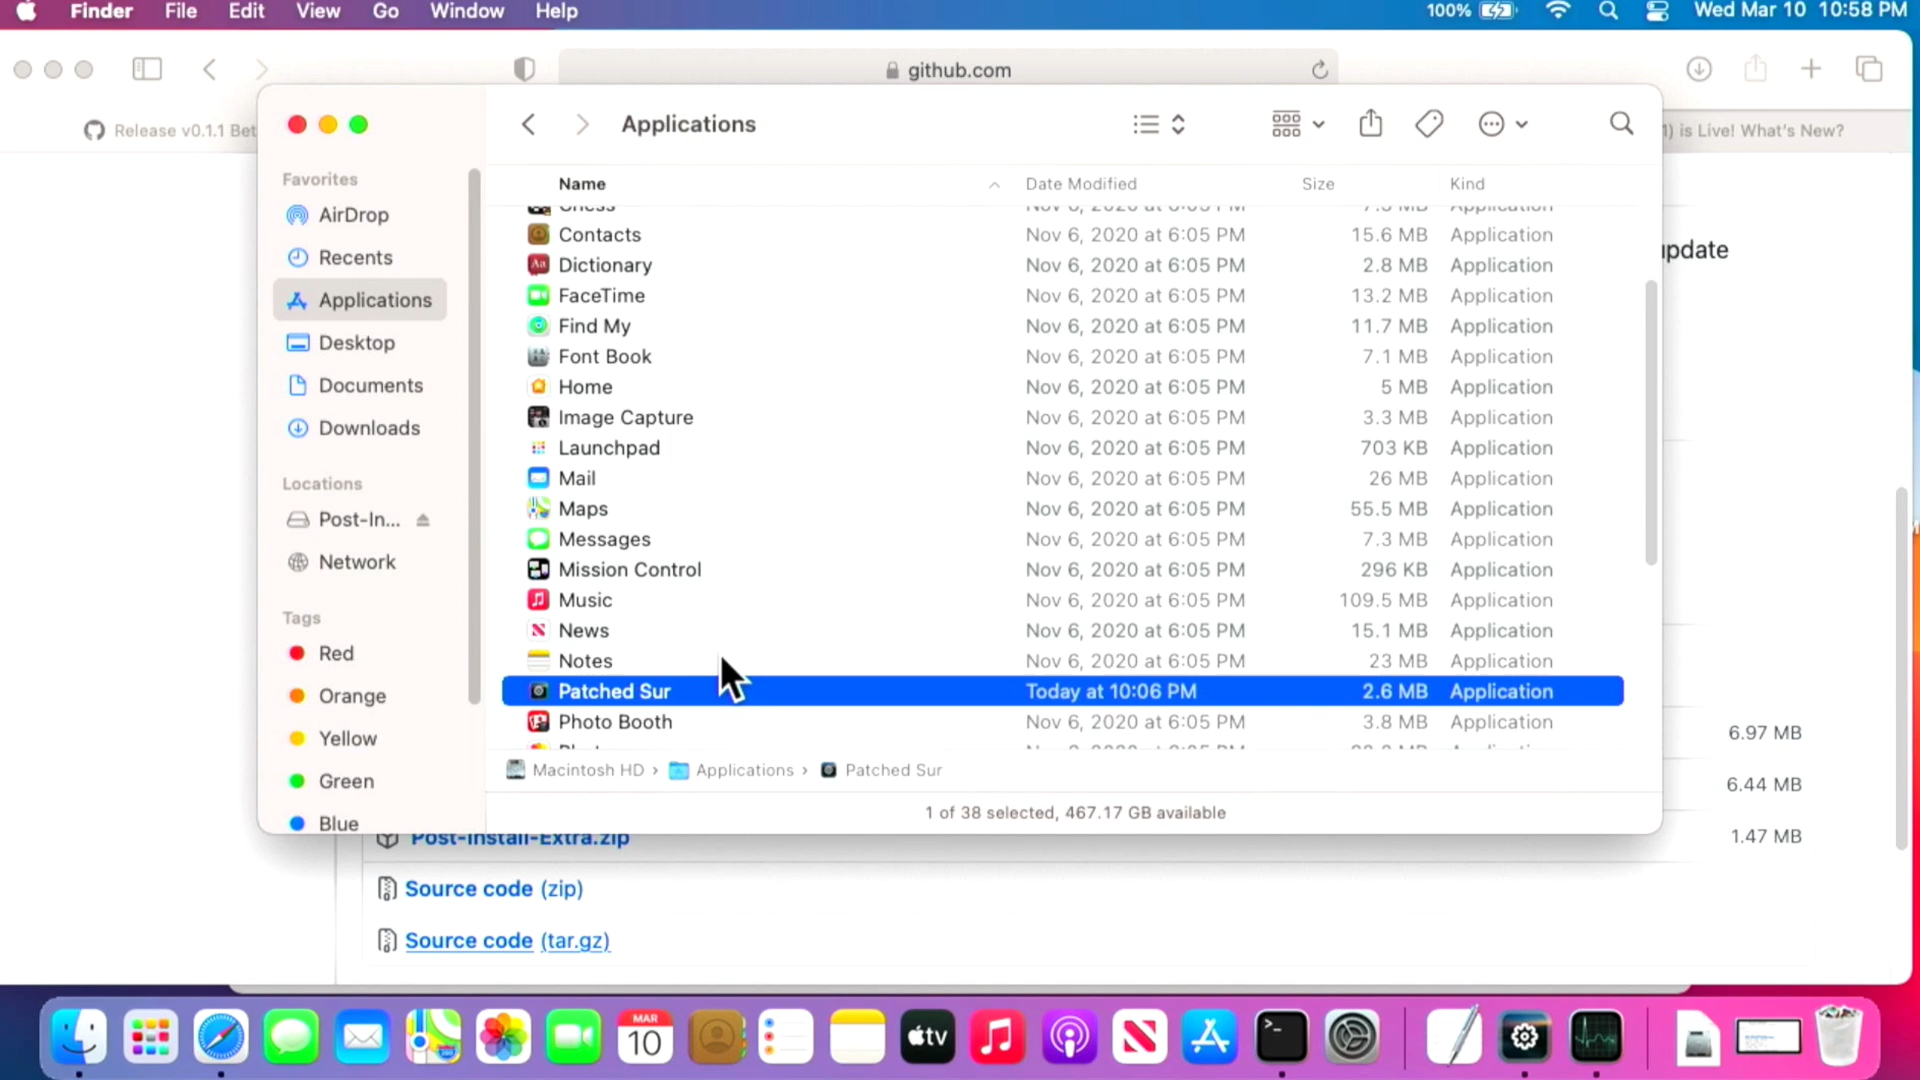 Finder File Edit View Go Window Help 100% Wed Mar 10 10:58 PM
github.com
Release v0.1.1 Bet
) is Live! What's New?
Applications
Favorites
AirDrop
Recents
Applications
Desktop
Documents
Downloads
Locations
Post-In...
Network
Tags
Red
Orange
Yellow
Green
Blue
Name Date Modified Size Kind
Contacts Nov 6, 2020 at 6:05 PM 15.6 MB Application
Dictionary Nov 6, 2020 at 6:05 PM 2.8 MB Application
FaceTime Nov 6, 2020 at 6:05 PM 13.2 MB Application
Find My Nov 6, 2020 at 6:05 PM 11.7 MB Application
Font Book Nov 6, 2020 at 6:05 PM 7.1 MB Application
Home Nov 6, 2020 at 6:05 PM 5 MB Application
Image Capture Nov 6, 2020 at 6:05 PM 3.3 MB Application
Launchpad Nov 6, 2020 at 6:05 PM 703 KB Application
Mail Nov 6, 2020 at 6:05 PM 26 MB Application
Maps Nov 6, 2020 at 6:05 PM 55.5 MB Application
Messages Nov 6, 2020 at 6:05 PM 7.3 MB Application
Mission Control Nov 6, 2020 at 6:05 PM 296 KB Application
Music Nov 6, 2020 at 6:05 PM 109.5 MB Application
News Nov 6, 2020 at 6:05 PM 15.1 MB Application
Notes Nov 6, 2020 at 6:05 PM 23 MB Application
Patched Sur Today at 10:06 PM 2.6 MB Application
Photo Booth Nov 6, 2020 at 6:05 PM 3.8 MB Application
Macintosh HD › Applications › Patched Sur
1 of 38 selected, 467.17 GB available
update
6.97 MB
6.44 MB
Post-Install-Extra.zip 1.47 MB
Source code (zip)
Source code (tar.gz)
MAR
10
tv